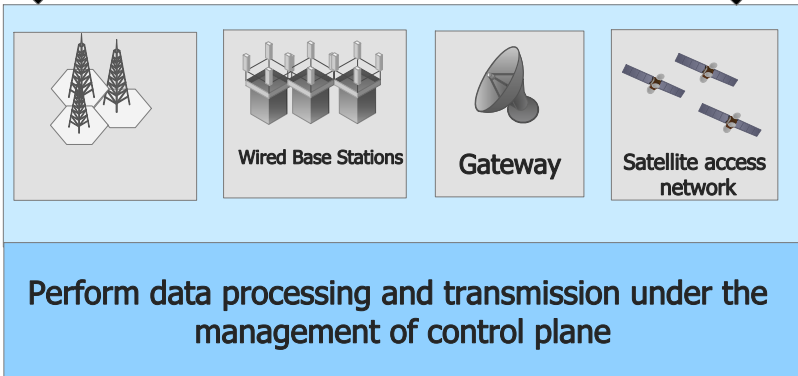 Wired Base Stations
Gateway
Satellite access
network
Perform data processing and transmission under the
management of control plane